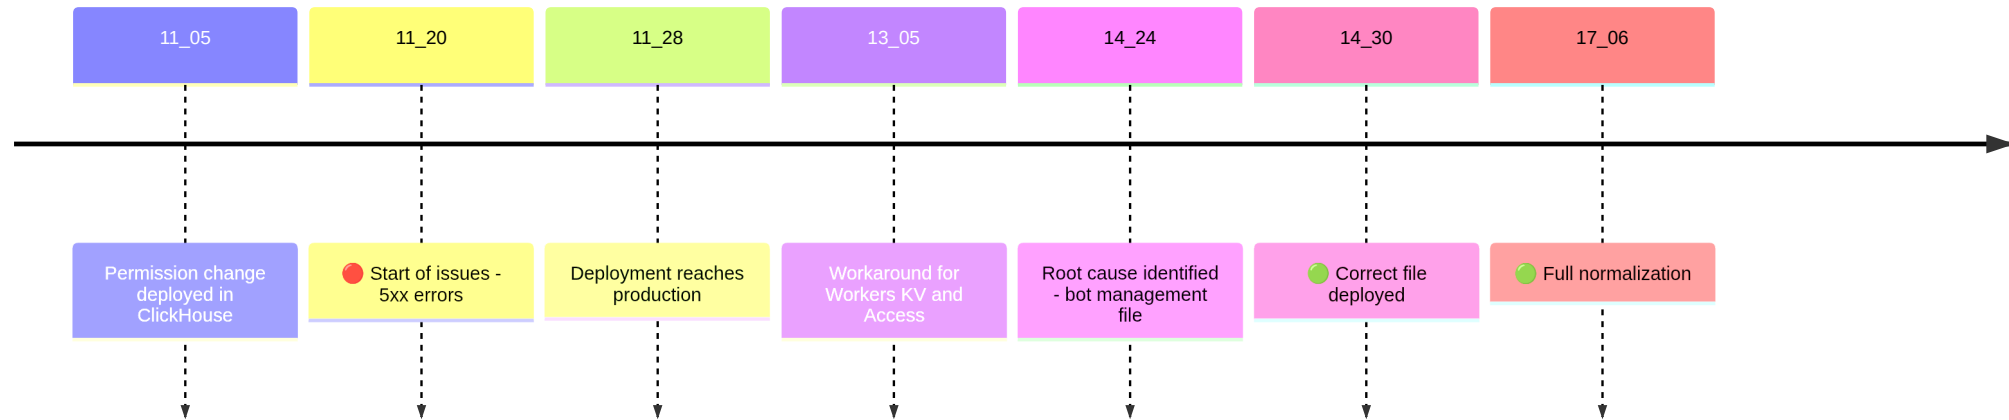 11_05
11_20
11_28
13_05
14_24
14_30
17_06
Permission change
deployed in
ClickHouse
🔴 Start of issues -
5xx errors
Deployment reaches
production
Workaround for
Workers KV and
Access
Root cause identified
- bot management
file
🟢 Correct file
deployed
🟢 Full normalization